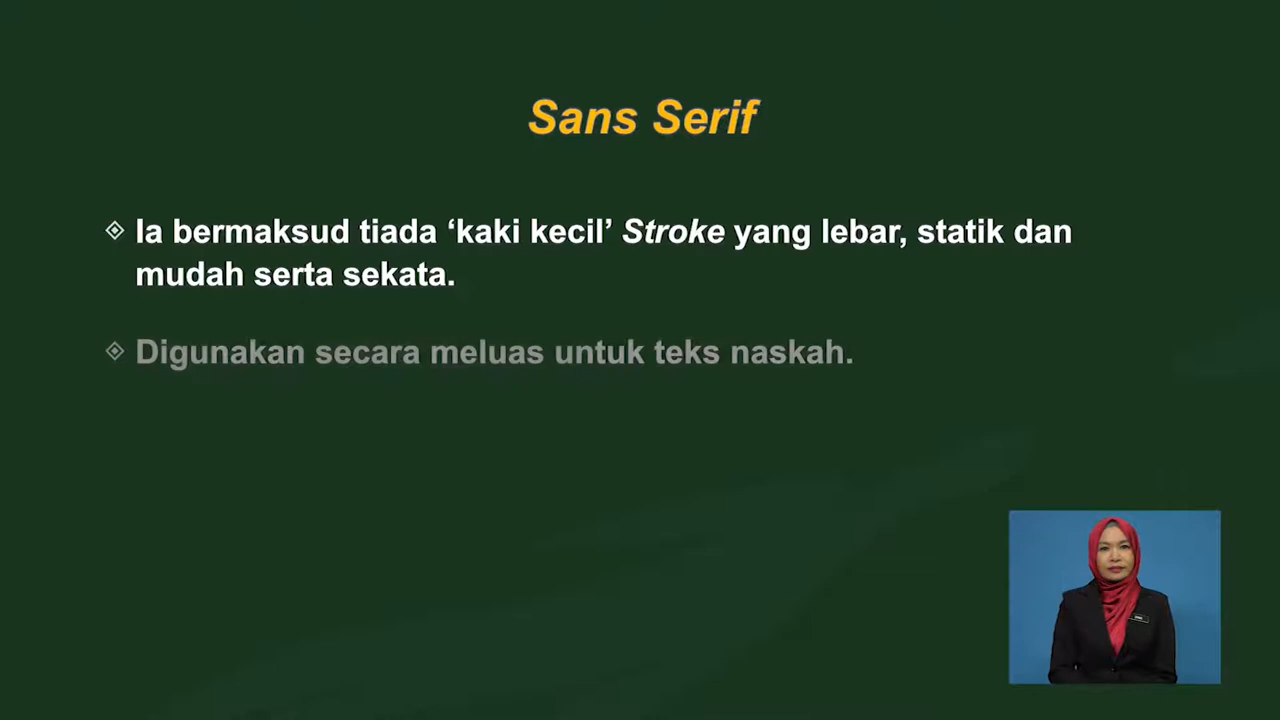 Sans Serif
Ia bermaksud tiada ‘kaki kecil’ Stroke yang lebar, statik dan
mudah serta sekata.
Digunakan secara meluas untuk teks naskah.